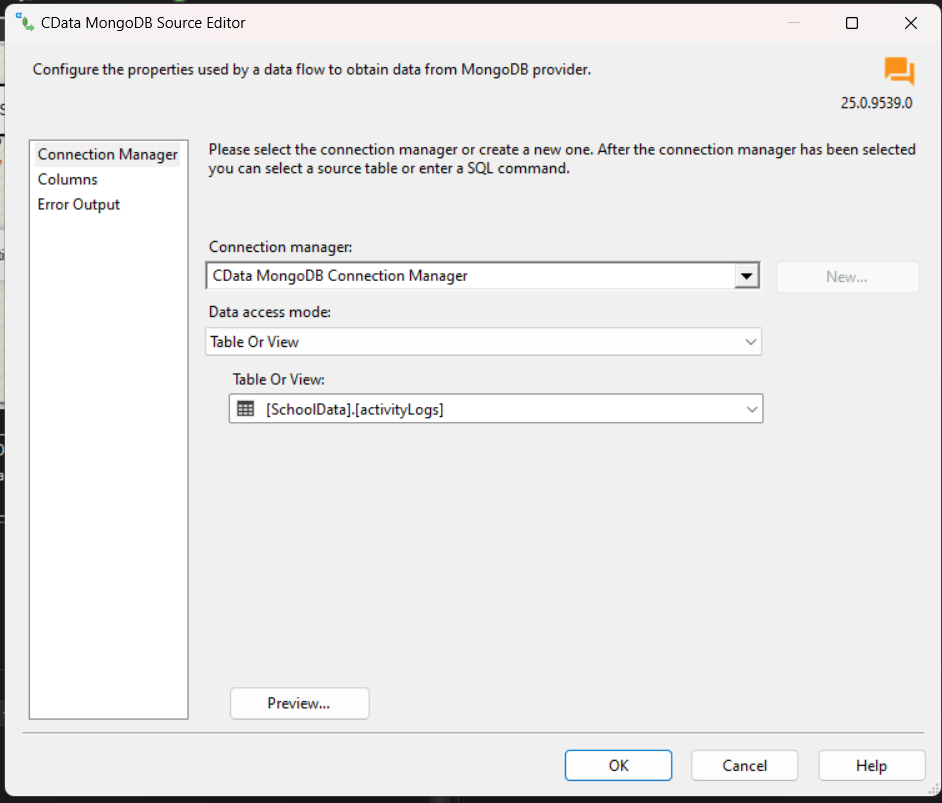 CData MongoDB Source Editor
Configure the properties used by a data flow to obtain data from MongoDB provider.
25.0.9539.0
Connection Manager
Columns
Error Output
Please select the connection manager or create a new one. After the connection manager has been selected
you can select a source table or enter a SQL command.
Connection manager:
CData MongoDB Connection Manager
New...
Data access mode:
Table Or View
Table Or View:
[SchoolData].[activityLogs]
Preview...
OK
Cancel
Help